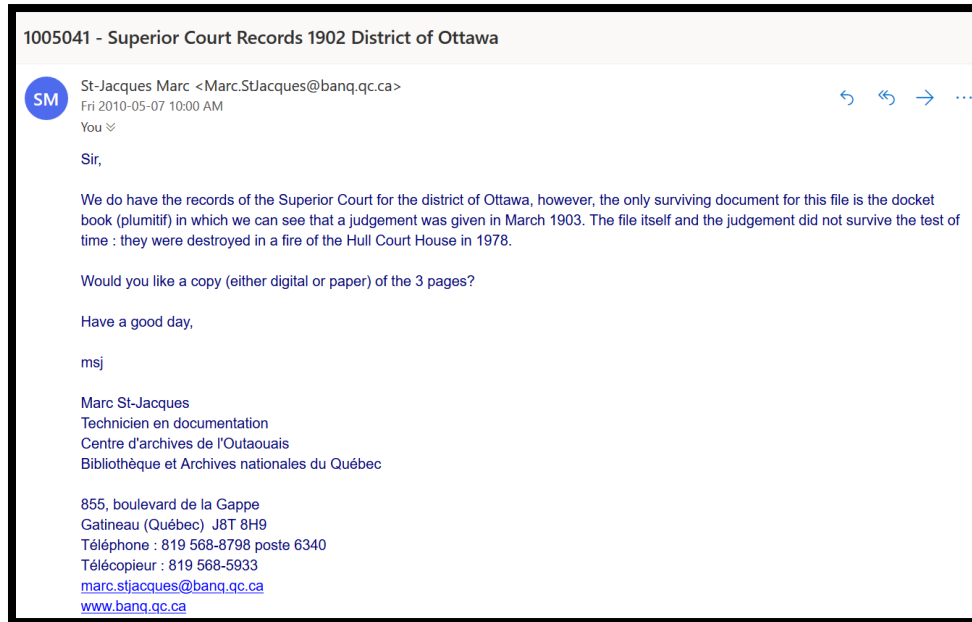 1005041 - Superior Court Records 1902 District of Ottawa
SM
St-Jacques Marc <Marc.StJacques@banq.qc.ca>
Fri 2010-05-07 10:00 AM
You
Sir,
We do have the records of the Superior Court for the district of Ottawa, however, the only surviving document for this file is the docket
book (plumitif) in which we can see that a judgement was given in March 1903. The file itself and the judgement did not survive the test of
time : they were destroyed in a fire of the Hull Court House in 1978.
Would you like a copy (either digital or paper) of the 3 pages?
Have a good day,
msj
Marc St-Jacques
Technicien en documentation
Centre d'archives de l'Outaouais
Bibliothèque et Archives nationales du Québec
855, boulevard de la Gappe
Gatineau (Québec)  J8T 8H9
Téléphone : 819 568-8798 poste 6340
Télécopieur : 819 568-5933
marc.stjacques@banq.qc.ca
www.banq.qc.ca